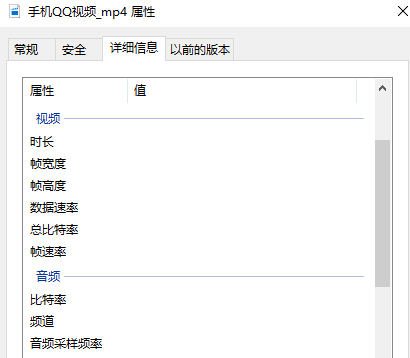 手机QQ视频_mp4 属性
常规 安全 详细信息 以前的版本
属性 值
视频
时长
帧宽度
帧高度
数据速率
总比特率
帧速率
音频
比特率
频道
音频采样频率